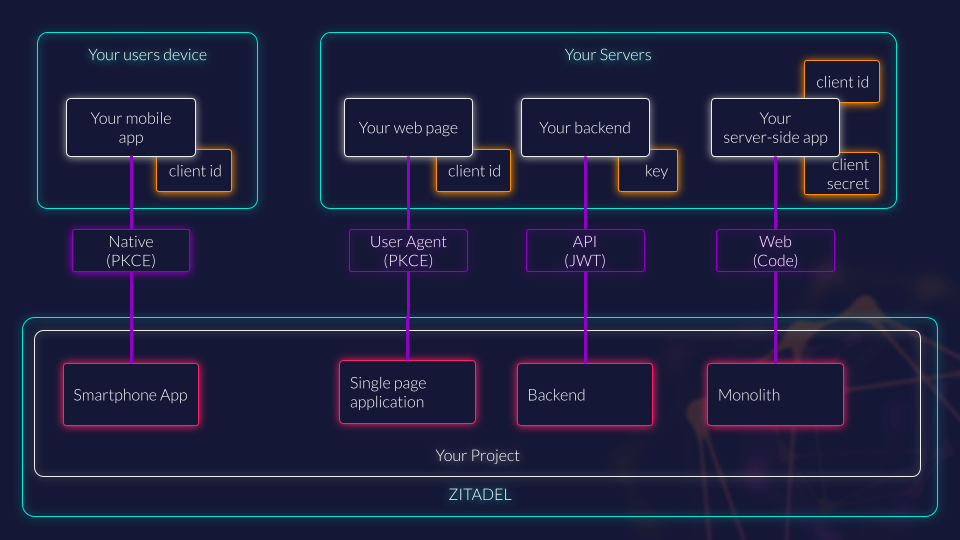 Your users device
Your Servers
client id
Your mobile
app
Your web page
Your backend
Your
server-side app
client id
client id
key
client
secret
Native
(PKCE)
User Agent
(PKCE)
API
(JWT)
Web
(Code)
Smartphone App
Single page
application
Backend
Monolith
Your Project
ZITADEL